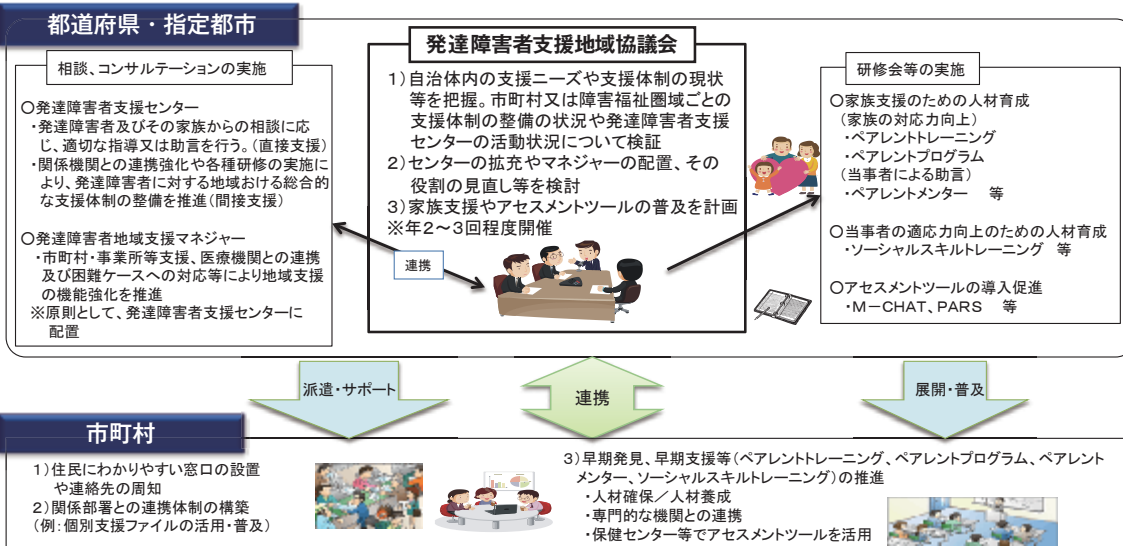 都道府県・指定都市
相談、コンサルテーションの実施
○発達障害者支援センター
・発達障害者及びその家族からの相談に応
じ、適切な指導又は助言を行う。(直接支援)
・関係機関との連携強化や各種研修の実施に
より、発達障害者に対する地域おける総合的
な支援体制の整備を推進(間接支援)
○発達障害者地域支援マネジャー
・市町村・事業所等支援、医療機関との連携
及び困難ケースへの対応等により地域支援
の機能強化を推進
※原則として、発達障害者支援センターに
配置
発達障害者支援地域協議会
1)自治体内の支援ニーズや支援体制の現状
等を把握。市町村又は障害福祉圏域ごとの
支援体制の整備の状況や発達障害者支援
センターの活動状況について検証
2)センターの拡充やマネジャーの配置、その
役割の見直し等を検討
3)家族支援やアセスメントツールの普及を計画
※年2~3回程度開催
連携
研修会等の実施
○家族支援のための人材育成
(家族の対応力向上)
・ペアレントトレーニング
・ペアレントプログラム
(当事者による助言)
・ペアレントメンター 等
○当事者の適応力向上のための人材育成
・ソーシャルスキルトレーニング 等
○アセスメントツールの導入促進
・M-CHAT、PARS 等
派遣・サポート
連携
展開・普及
市町村
1)住民にわかりやすい窓口の設置
や連絡先の周知
2)関係部署との連携体制の構築
(例:個別支援ファイルの活用・普及)
3)早期発見、早期支援等(ペアレントトレーニング、ペアレントプログラム、ペアレント
メンター、ソーシャルスキルトレーニング)の推進
・人材確保/人材養成
・専門的な機関との連携
・保健センター等でアセスメントツールを活用